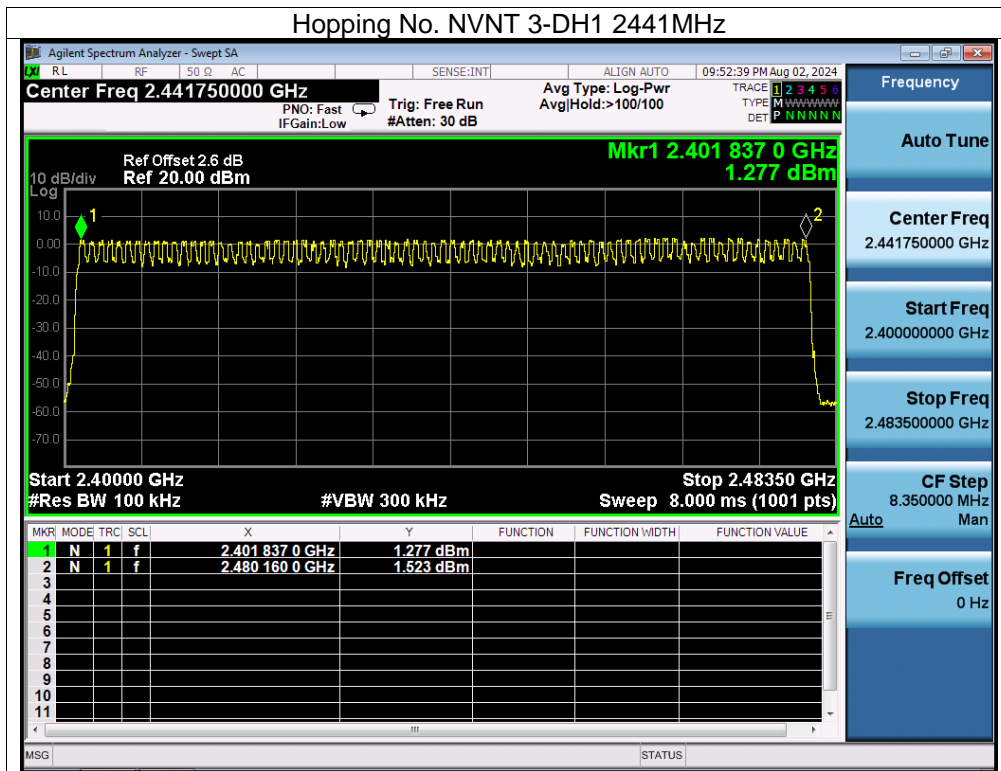 Hopping No. NVNT 3-DH1 2441MHz
Agilent Spectrum Analyzer - Swept SA
LXI RL RF 50 Ω AC SENSE:INT ALIGN AUTO 09:52:39 PM Aug 02, 2024
Center Freq 2.441750000 GHz
PNO: Fast
IFGain:Low
Trig: Free Run
#Atten: 30 dB
Avg Type: Log-Pwr
Avg|Hold:>100/100
TRACE 1 2 3 4 5 6
TYPE M WWWWW
DET P N N N N N
Ref Offset 2.6 dB
Ref 20.00 dBm
10 dB/div
Log
Mkr1 2.401 837 0 GHz
1.277 dBm
10.0
0.00
-10.0
-20.0
-30.0
-40.0
-50.0
-60.0
-70.0
1
2
Start 2.40000 GHz
Stop 2.48350 GHz
#Res BW 100 kHz
#VBW 300 kHz
Sweep 8.000 ms (1001 pts)
MKR MODE TRC SCL X Y FUNCTION FUNCTION WIDTH FUNCTION VALUE
1 N 1 f 2.401 837 0 GHz 1.277 dBm
2 N 1 f 2.480 160 0 GHz 1.523 dBm
3
4
5
6
7
8
9
10
11
MSG
STATUS
Frequency
Auto Tune
Center Freq
2.441750000 GHz
Start Freq
2.400000000 GHz
Stop Freq
2.483500000 GHz
CF Step
8.350000 MHz
Auto Man
Freq Offset
0 Hz